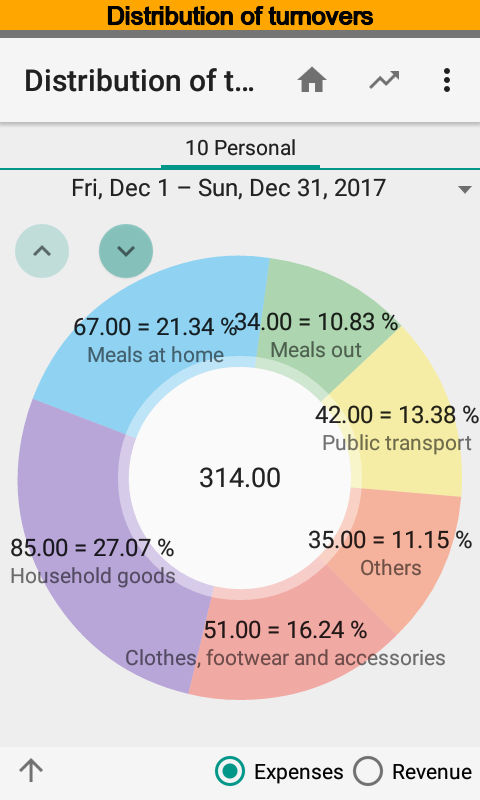 Distribution of turnovers
Distribution of t...
10 Personal
Fri, Dec 1 – Sun, Dec 31, 2017
67.00 = 21.34 %
Meals at home
34.00 = 10.83 %
Meals out
42.00 = 13.38 %
Public transport
314.00
85.00 = 27.07 %
Household goods
35.00 = 11.15 %
Others
51.00 = 16.24 %
Clothes, footwear and accessories
Expenses
Revenue